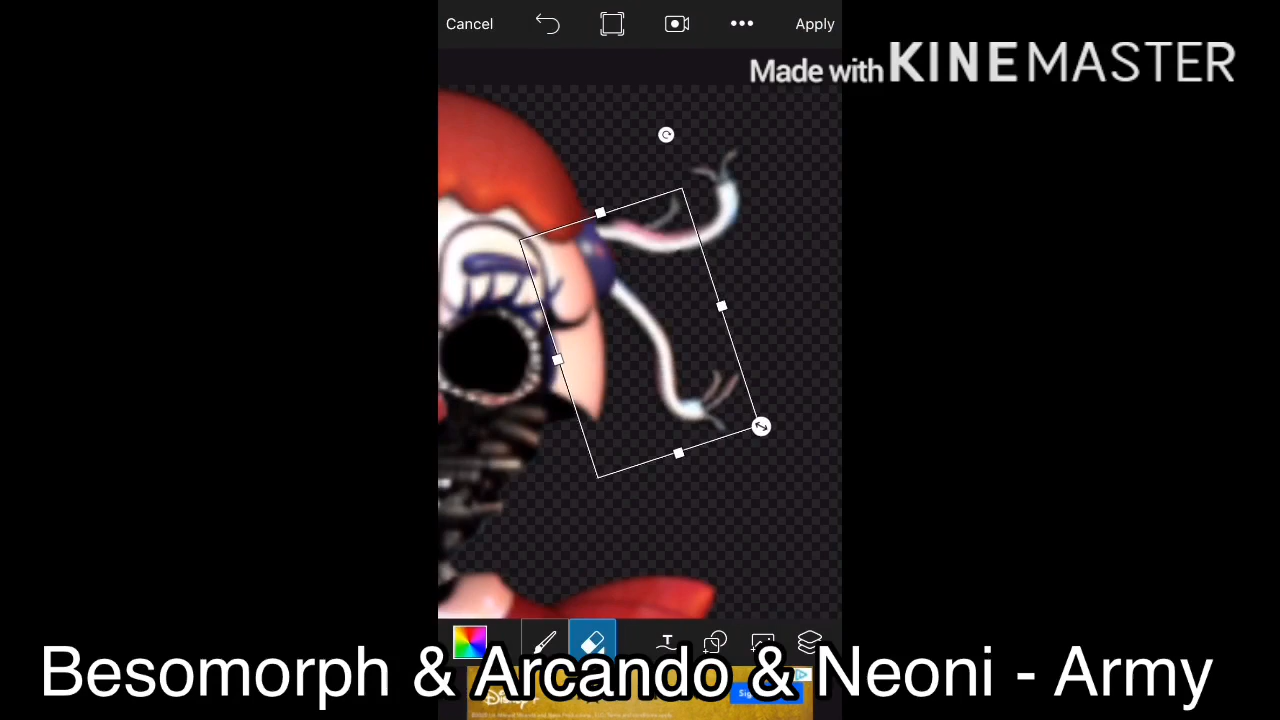 Cancel
Apply
Made with KINEMASTER
T
Besomorph & Arcando & Neoni - Army